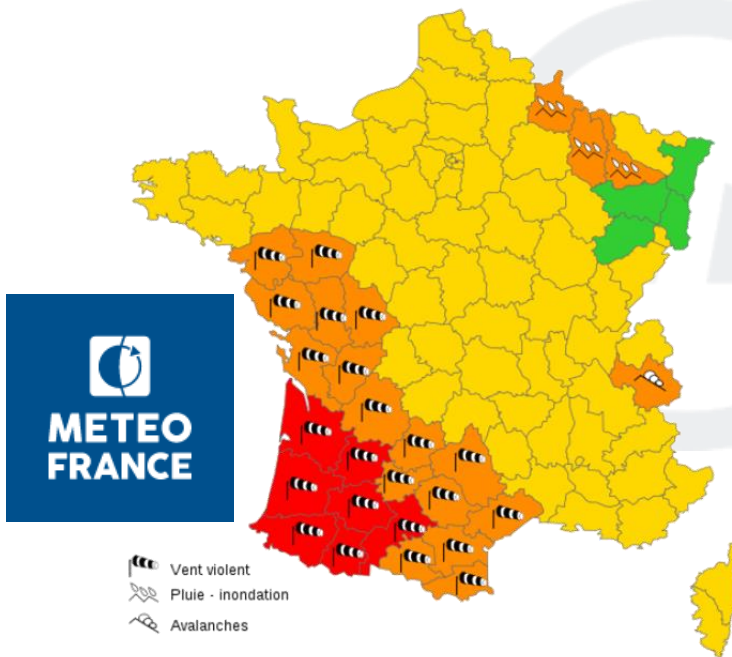 METEO
FRANCE
Vent violent
Pluie - inondation
Avalanches